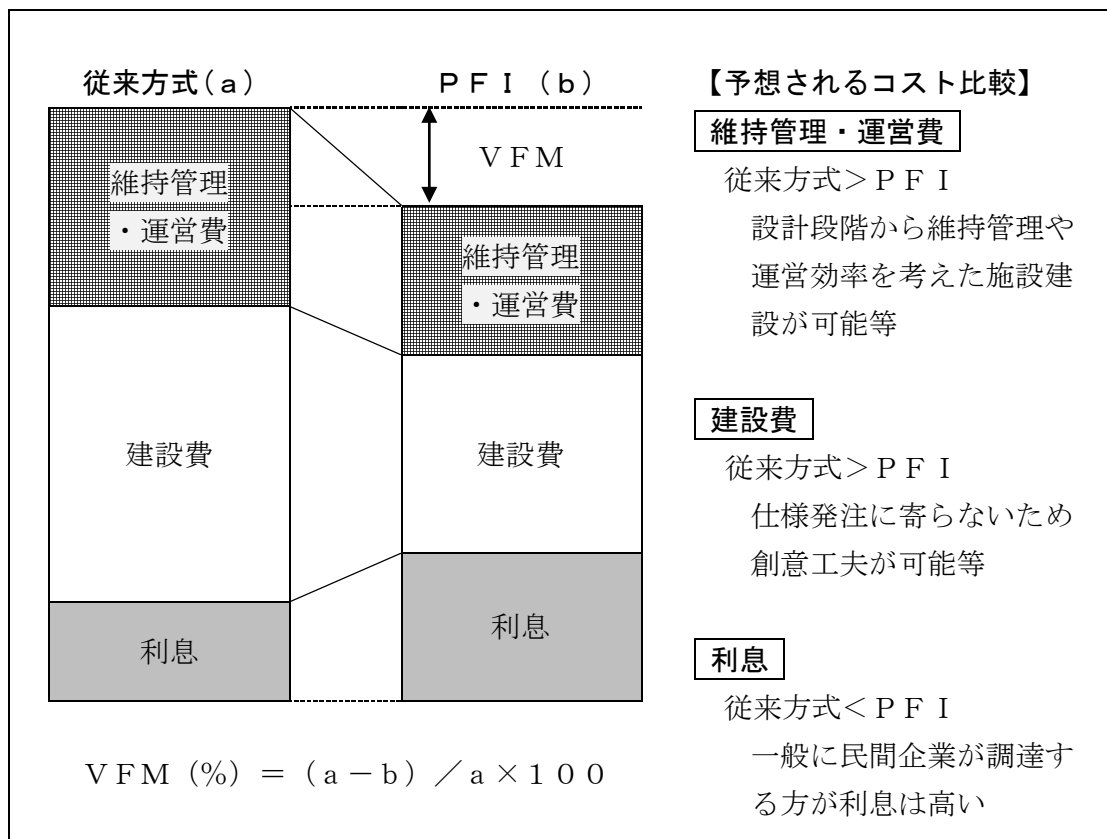 従来方式(a)
PFI(b)
VFM
維持管理
・運営費
建設費
利息
維持管理
・運営費
建設費
利息
VFM(%)=(a-b)/a×100
【予想されるコスト比較】
維持管理・運営費
従来方式>PFI
設計段階から維持管理や
運営効率を考えた施設建
設が可能等
建設費
従来方式>PFI
仕様発注に寄らないため
創意工夫が可能等
利息
従来方式<PFI
一般に民間企業が調達す
る方が利息は高い